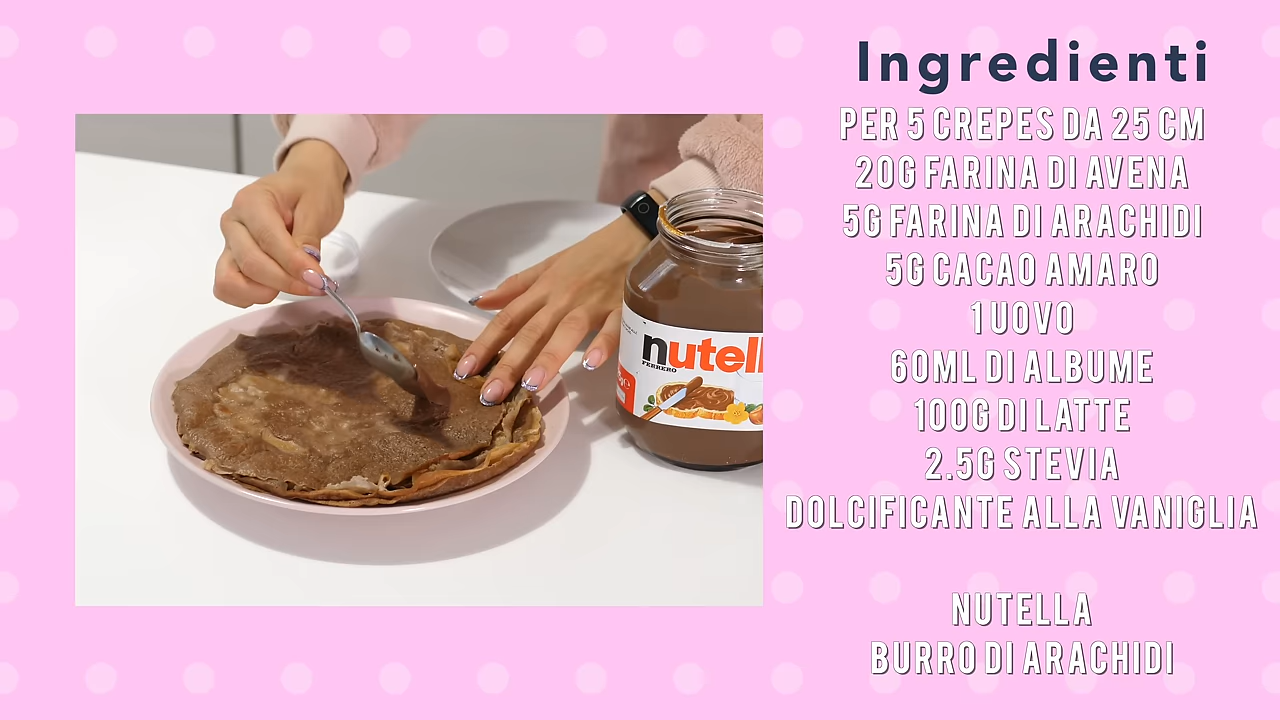 Ingredienti
PER 5 CREPES DA 25 CM
20G FARINA DI AVENA
5G FARINA DI ARACHIDI
5G CACAO AMARO
1 UOVO
60ML DI ALBUME
100G DI LATTE
2.5G STEVIA
DOLCIFICANTE ALLA VANIGLIA
NUTELLA
BURRO DI ARACHIDI
nutell
FERRERO